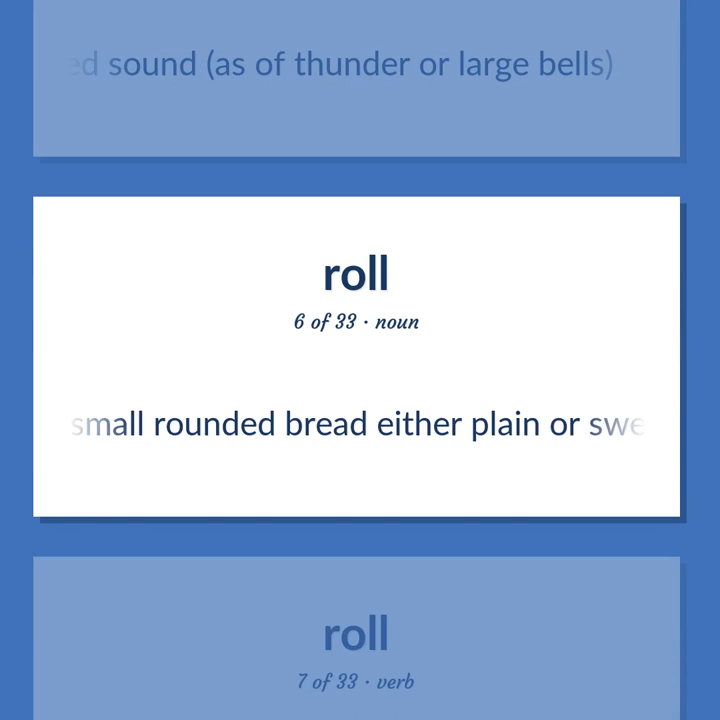 sound (as of thunder or large bells)
roll
6 of 33 · noun
small rounded bread either plain or
roll
7 of 33 · verb